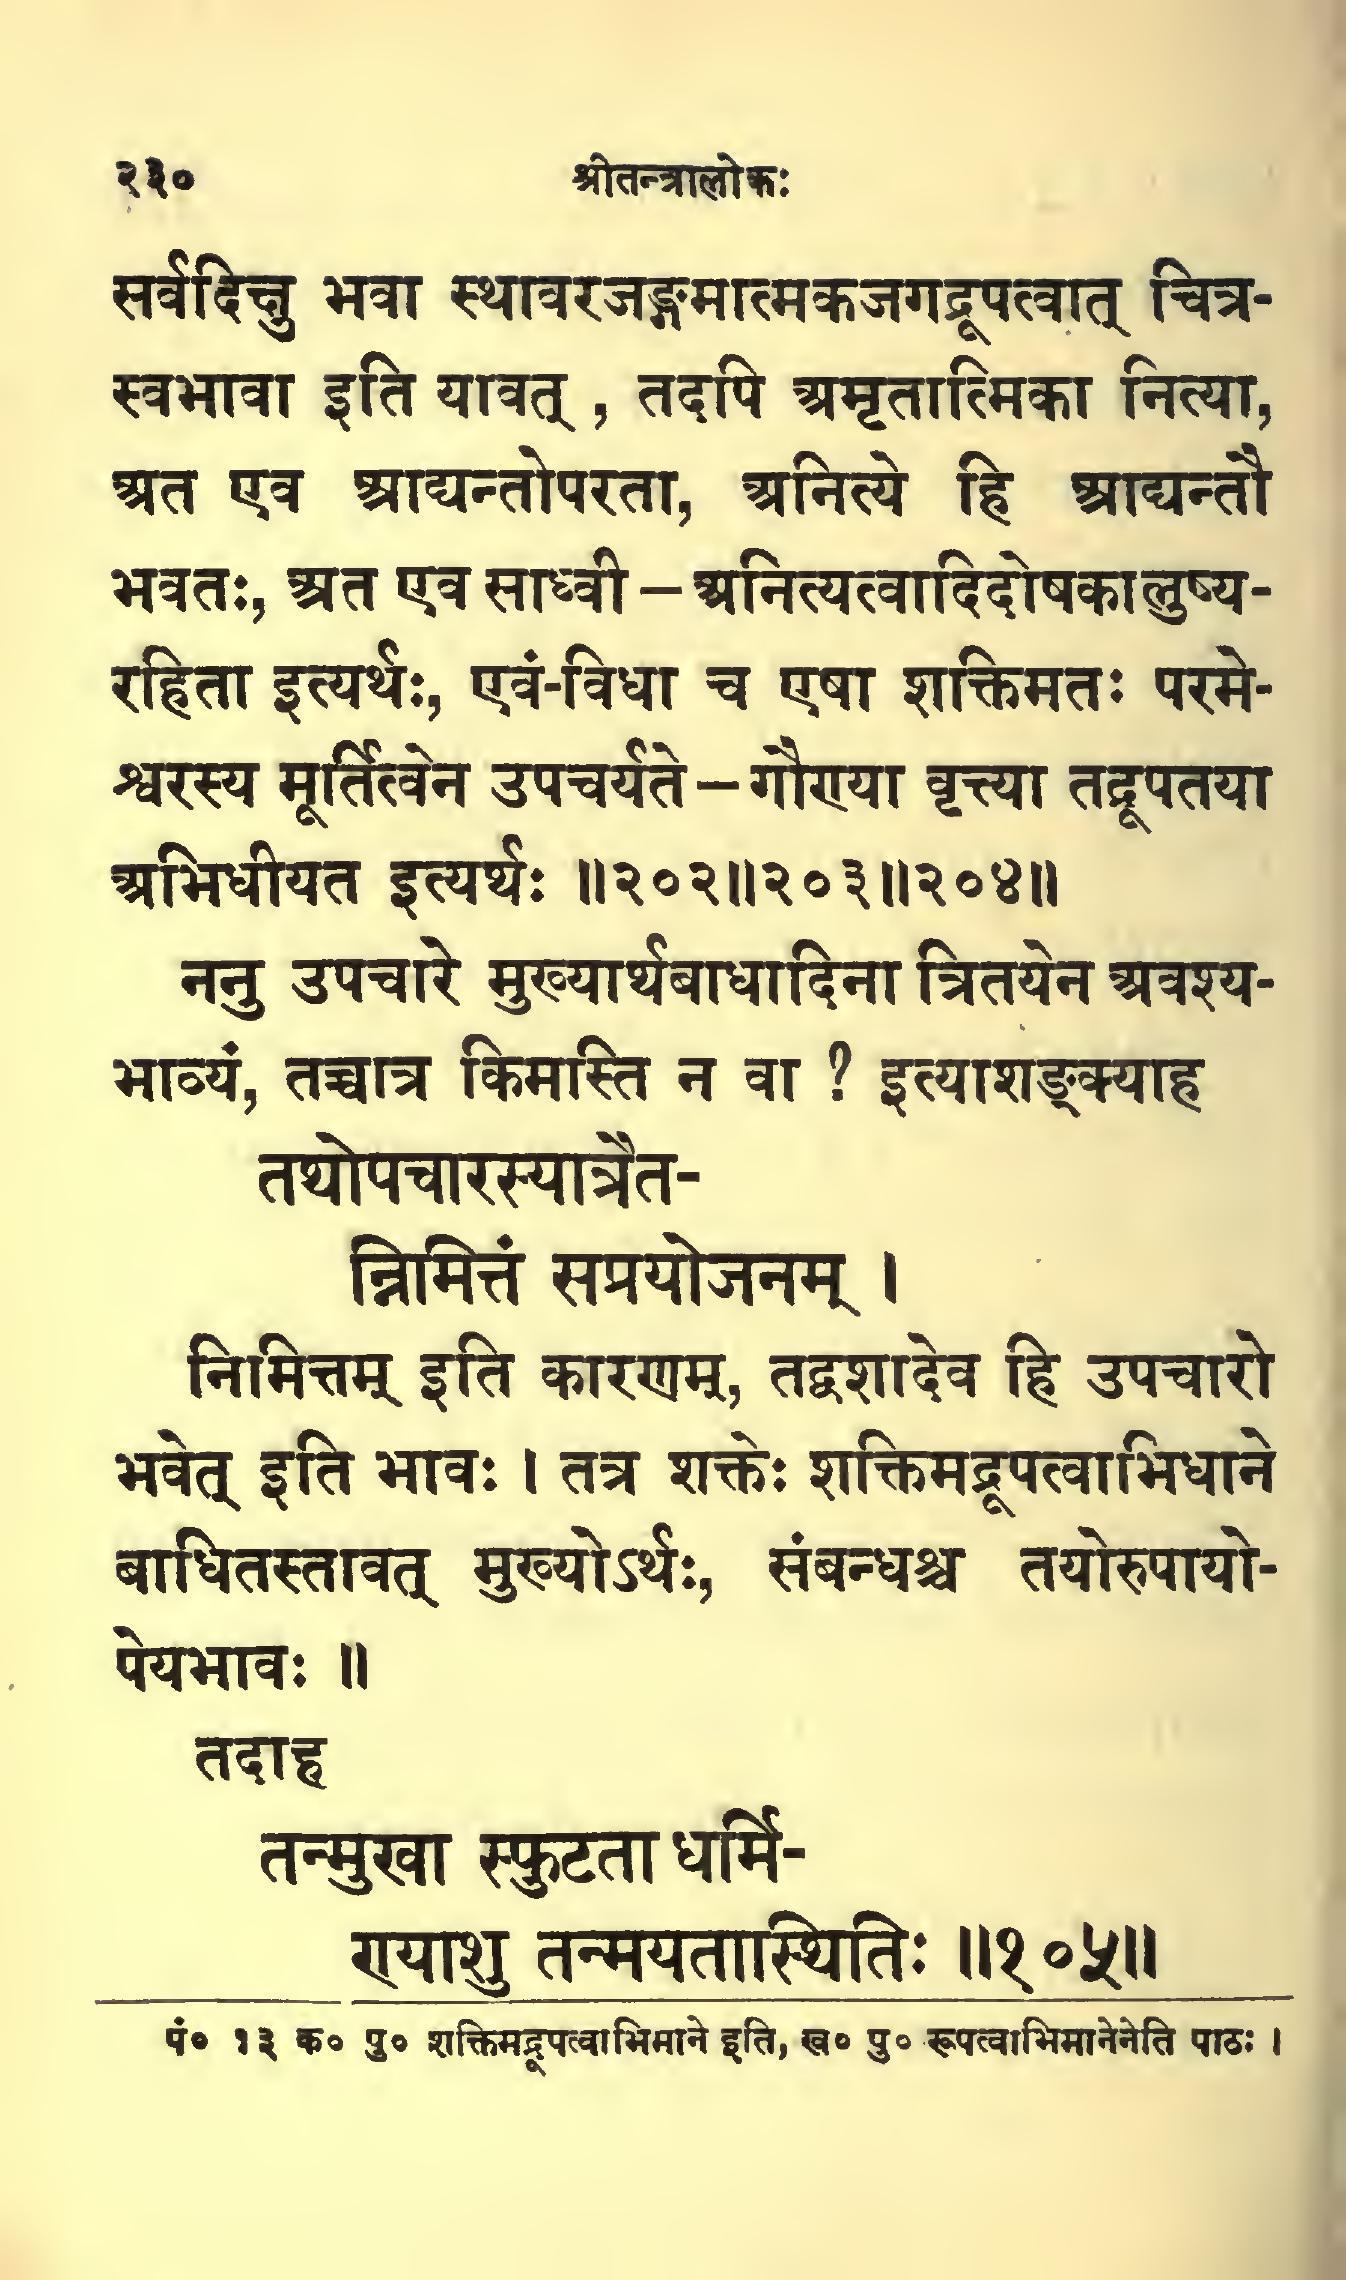 २३०
श्रीतन्त्रालोकः
सर्वदिक्षु भवा स्थावरजङ्गमात्मकजगद्रूपत्वात् चित्र-
स्वभावा इति यावत् , तदपि अमृतात्मिका नित्या,
अत एव आद्यन्तोपरता, अनित्ये हि आद्यन्तौ
भवतः, अत एव साध्वी – अनित्यत्वादिदोषकालुष्य-
रहिता इत्यर्थः, एवं-विधा च एषा शक्तिमतः परमे-
श्वरस्य मूर्तित्वेन उपचर्यते – गौण्या वृत्त्या तद्रूपतया
अभिधीयत इत्यर्थः ॥२०२॥२०३॥२०४॥
ननु उपचारे मुख्यार्थबाधादिना त्रितयेन अवश्य-
भाव्यं, तच्चात्र किमास्ति न वा ? इत्याशङ्क्याह
तथोपचारस्यात्रैत-
न्निमित्तं सप्रयोजनम् ।
निमित्तम् इति कारणम्, तद्वशादेव हि उपचारो
भवेत् इति भावः । तत्र शक्तेः शक्तिमद्रूपत्वाभिधाने
बाधितस्तावत् मुख्योऽर्थः, संबन्धश्च तयोरुपायो-
पेयभावः ॥
तदाह
तन्मुखा स्फुटता धर्मि-
ण्याशु तन्मयतास्थितिः ॥१०५॥
पं० १३ क० पु० शक्तिमद्रूपत्वाभिमाने इति, ख० पु० रूपत्वाभिमानेनेति पाठः ।